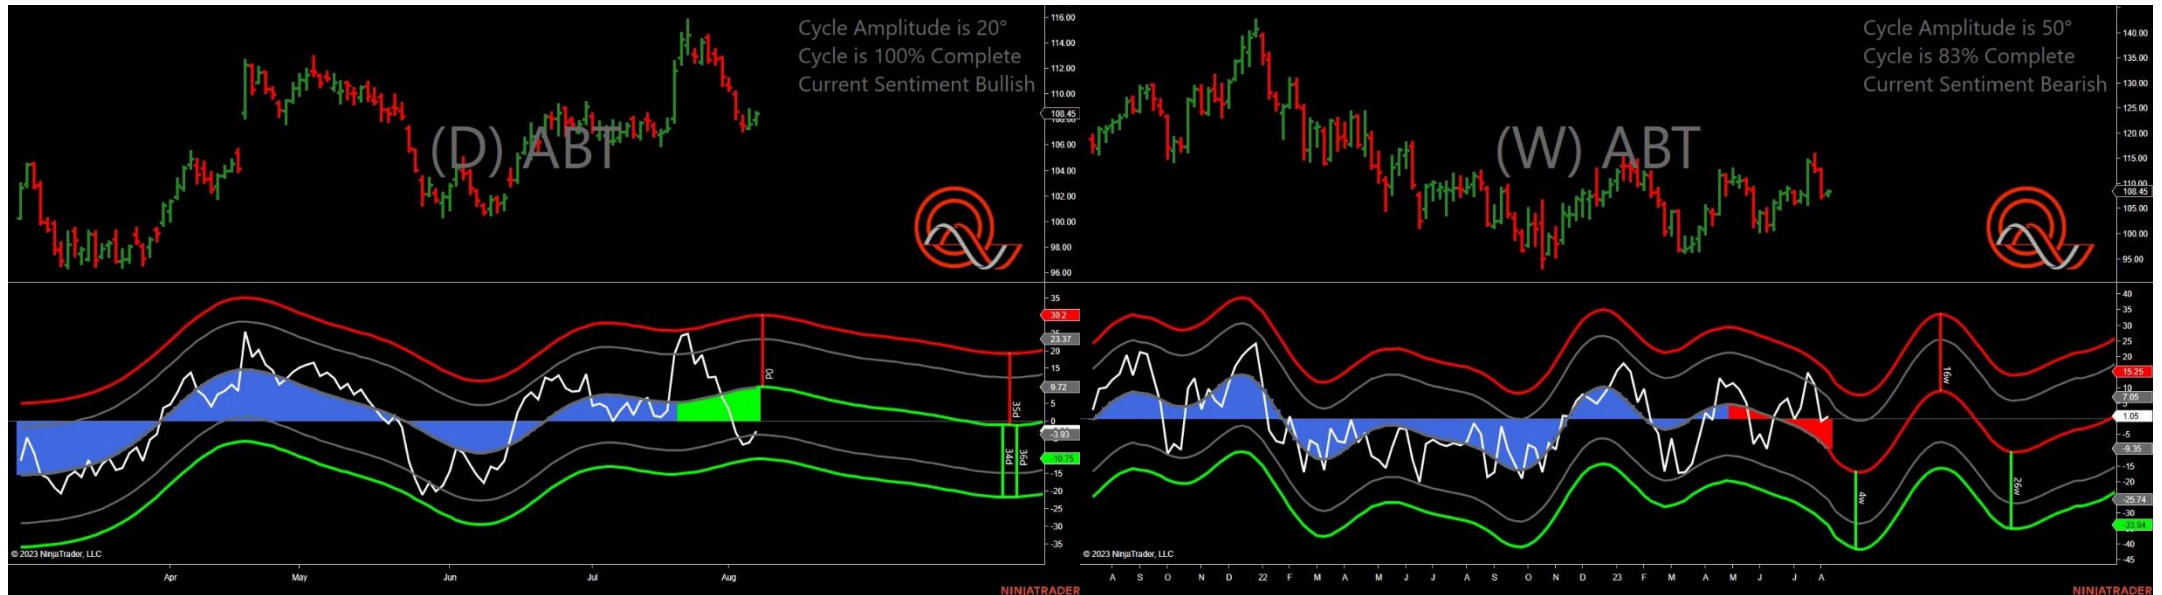 Cycle Amplitude is 20°
Cycle is 100% Complete
Current Sentiment Bullish
(D) ABT
116.00
114.00
112.00
110.00
108.45
106.00
104.00
102.00
100.00
98.00
96.00
35
30.2
23.37
20
15
9.72
5
0
-3.93
-10.75
-15
-20
-25
-30
-35
0d
35d
34d
36d
© 2023 NinjaTrader, LLC
Apr May Jun Jul Aug
NINJATRADER
Cycle Amplitude is 50°
Cycle is 83% Complete
Current Sentiment Bearish
(W) ABT
140.00
135.00
130.00
125.00
120.00
115.00
110.00
108.45
105.00
100.00
95.00
40
35
30
25
20
15.25
10
7.05
1.05
-5
-9.35
-15
-20
-25.74
-30
-33.94
-40
-45
4w
16w
26w
© 2023 NinjaTrader, LLC
A S O N D 22 F M A M J J A S O N D 23 F M A M J J A
NINJATRADER